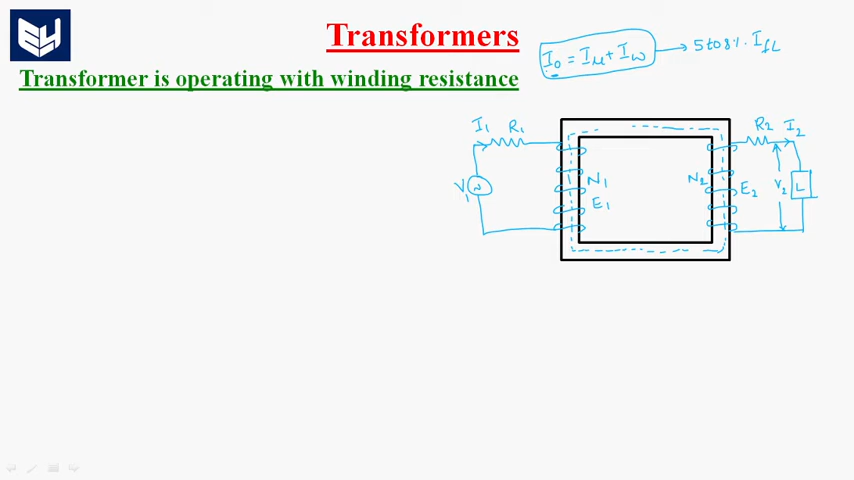 Transformers
I0 = Iμ + Iω → 5 to 8%. IfL
Transformer is operating with winding resistance
I1 R1
R2 I2
V1 ~
N1
N2
E1
E2
V2
L